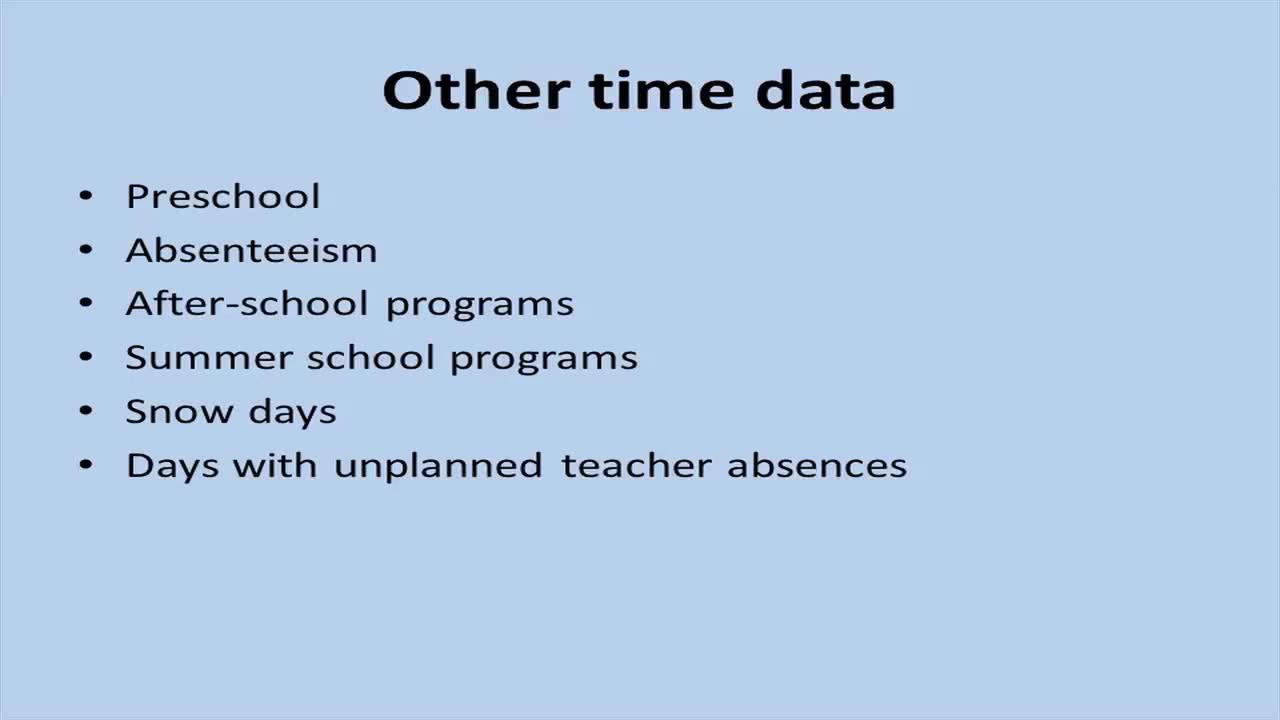 Other time data
• Preschool
• Absenteeism
• After-school programs
• Summer school programs
• Snow days
• Days with unplanned teacher absences